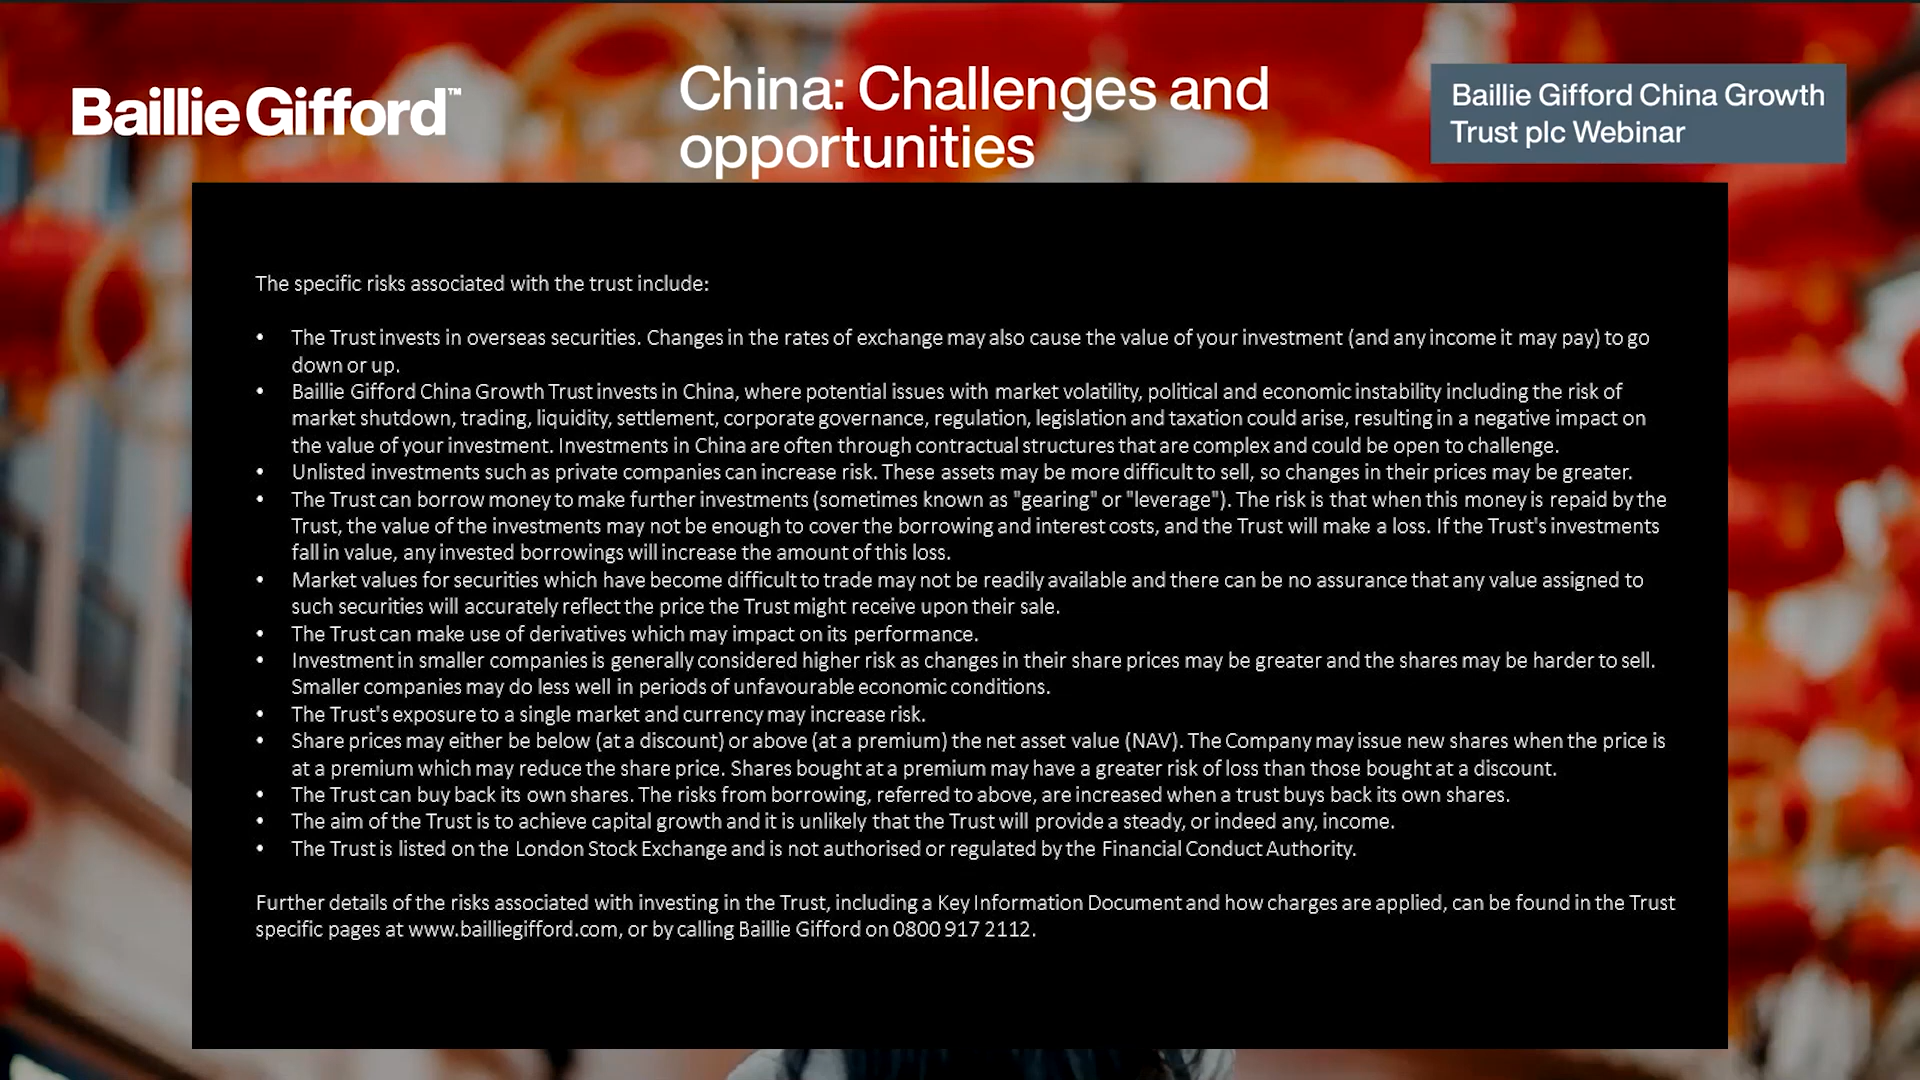 Baillie Gifford™
China: Challenges and
opportunities
Baillie Gifford China Growth
Trust plc Webinar
The specific risks associated with the trust include:
• The Trust invests in overseas securities. Changes in the rates of exchange may also cause the value of your investment (and any income it may pay) to go
down or up.
• Baillie Gifford China Growth Trust invests in China, where potential issues with market volatility, political and economic instability including the risk of
market shutdown, trading, liquidity, settlement, corporate governance, regulation, legislation and taxation could arise, resulting in a negative impact on
the value of your investment. Investments in China are often through contractual structures that are complex and could be open to challenge.
• Unlisted investments such as private companies can increase risk. These assets may be more difficult to sell, so changes in their prices may be greater.
• The Trust can borrow money to make further investments (sometimes known as "gearing" or "leverage"). The risk is that when this money is repaid by the
Trust, the value of the investments may not be enough to cover the borrowing and interest costs, and the Trust will make a loss. If the Trust's investments
fall in value, any invested borrowings will increase the amount of this loss.
• Market values for securities which have become difficult to trade may not be readily available and there can be no assurance that any value assigned to
such securities will accurately reflect the price the Trust might receive upon their sale.
• The Trust can make use of derivatives which may impact on its performance.
• Investment in smaller companies is generally considered higher risk as changes in their share prices may be greater and the shares may be harder to sell.
Smaller companies may do less well in periods of unfavourable economic conditions.
• The Trust's exposure to a single market and currency may increase risk.
• Share prices may either be below (at a discount) or above (at a premium) the net asset value (NAV). The Company may issue new shares when the price is
at a premium which may reduce the share price. Shares bought at a premium may have a greater risk of loss than those bought at a discount.
• The Trust can buy back its own shares. The risks from borrowing, referred to above, are increased when a trust buys back its own shares.
• The aim of the Trust is to achieve capital growth and it is unlikely that the Trust will provide a steady, or indeed any, income.
• The Trust is listed on the London Stock Exchange and is not authorised or regulated by the Financial Conduct Authority.
Further details of the risks associated with investing in the Trust, including a Key Information Document and how charges are applied, can be found in the Trust
specific pages at www.bailliegifford.com, or by calling Baillie Gifford on 0800 917 2112.